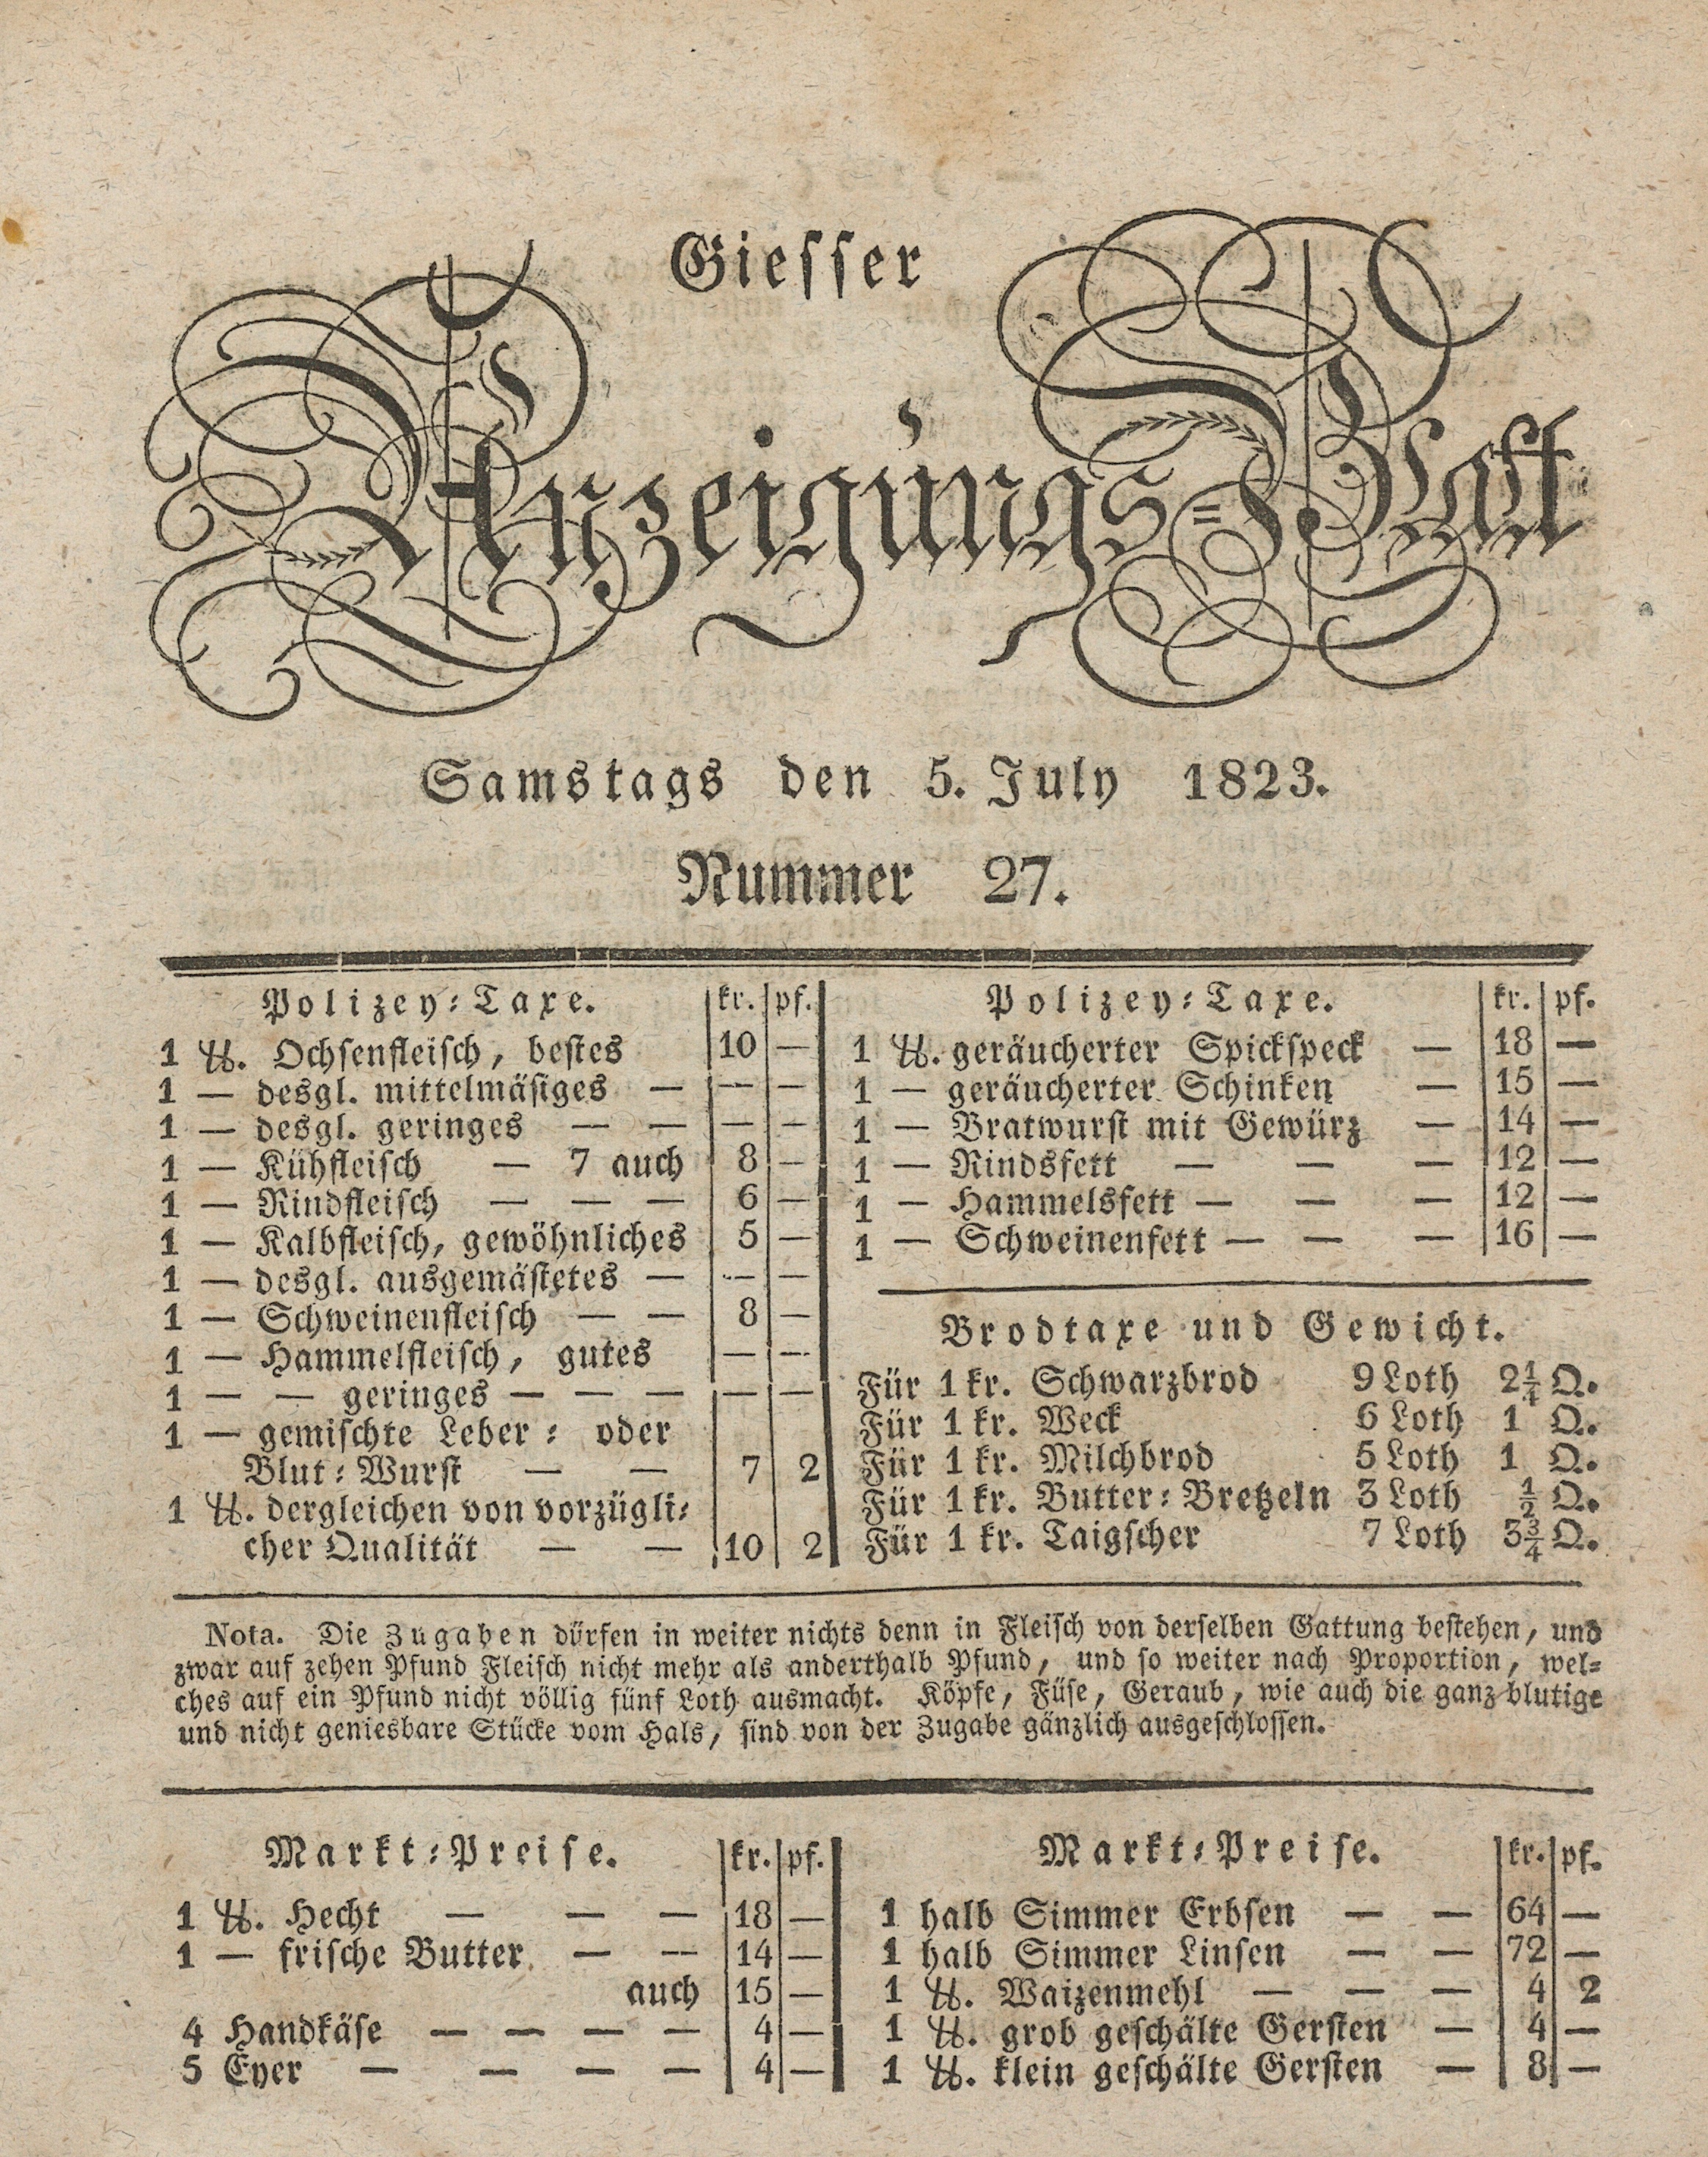 Giesser
Anzeigungs-Blatt
Samstags den 5. July 1823.
Nummer 27.
Polizey-Taxe. kr. pf.
1 ℔. Ochsenfleisch, bestes 10 —
1 — desgl. mittelmäsiges — — —
1 — desgl. geringes — — — —
1 — Kühfleisch — 7 auch 8 —
1 — Rindfleisch — — — 6 —
1 — Kalbfleisch, gewöhnliches 5 —
1 — desgl. ausgemästetes — — —
1 — Schweinenfleisch — — 8 —
1 — Hammelfleisch, gutes — —
1 — — geringes — — — — —
1 — gemischte Leber- oder
Blut-Wurst — — 7 2
1 ℔. dergleichen von vorzügli-
cher Qualität — — 10 2
Polizey-Taxe. kr. pf.
1 ℔. geräucherter Spickspeck — 18 —
1 — geräucherter Schinken — 15 —
1 — Bratwurst mit Gewürz — 14 —
1 — Rindsfett — — — 12 —
1 — Hammelsfett — — — 12 —
1 — Schweinenfett — — — 16 —
Brodtaxe und Gewicht.
Für 1 kr. Schwarzbrod 9 Loth 2¼ Q.
Für 1 kr. Weck 6 Loth 1 Q.
Für 1 kr. Milchbrod 5 Loth 1 Q.
Für 1 kr. Butter-Bretzeln 3 Loth ½ Q.
Für 1 kr. Taigscher 7 Loth 3¾ Q.
Nota. Die Zugaben dürfen in weiter nichts denn in Fleisch von derselben Gattung bestehen, und
zwar auf zehen Pfund Fleisch nicht mehr als anderthalb Pfund, und so weiter nach Proportion, wel-
ches auf ein Pfund nicht völlig fünf Loth ausmacht. Köpfe, Füse, Geraub, wie auch die ganz blutige
und nicht geniesbare Stücke vom Hals, sind von der Zugabe gänzlich ausgeschlossen.
Markt-Preise. kr. pf.
1 ℔. Hecht — — — 18 —
1 — frische Butter — — 14 —
auch 15 —
4 Handkäse — — — — 4 —
5 Eyer — — — — 4 —
Markt-Preise. kr. pf.
1 halb Simmer Erbsen — — 64 —
1 halb Simmer Linsen — — 72 —
1 ℔. Waizenmehl — — — 4 2
1 ℔. grob geschälte Gersten — 4 —
1 ℔. klein geschälte Gersten — 8 —